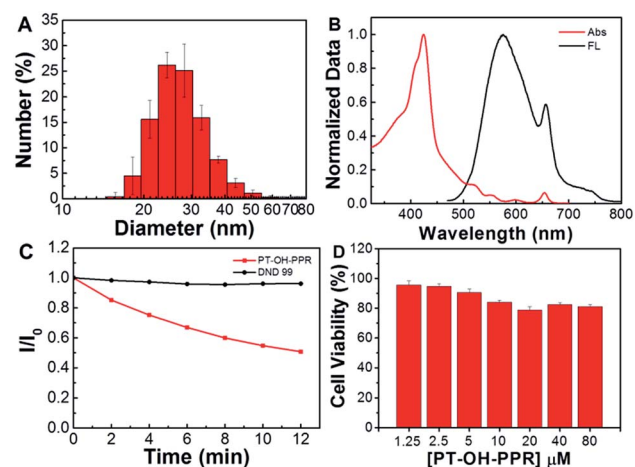 A
Number (%)
35
30
25
20
15
10
5
0
10 20 30 40 50 60 70 80
Diameter (nm)
B
Abs
FL
Normalized Data
1.0
0.8
0.6
0.4
0.2
0.0
400 500 600 700 800
Wavelength (nm)
C
PT-OH-PPR
DND 99
I/I0
1.2
1.0
0.8
0.6
0.4
0.2
0.0
0 2 4 6 8 10 12
Time (min)
D
Cell Viability (%)
120
100
80
60
40
20
0
1.25 2.5 5 10 20 40 80
[PT-OH-PPR] μM